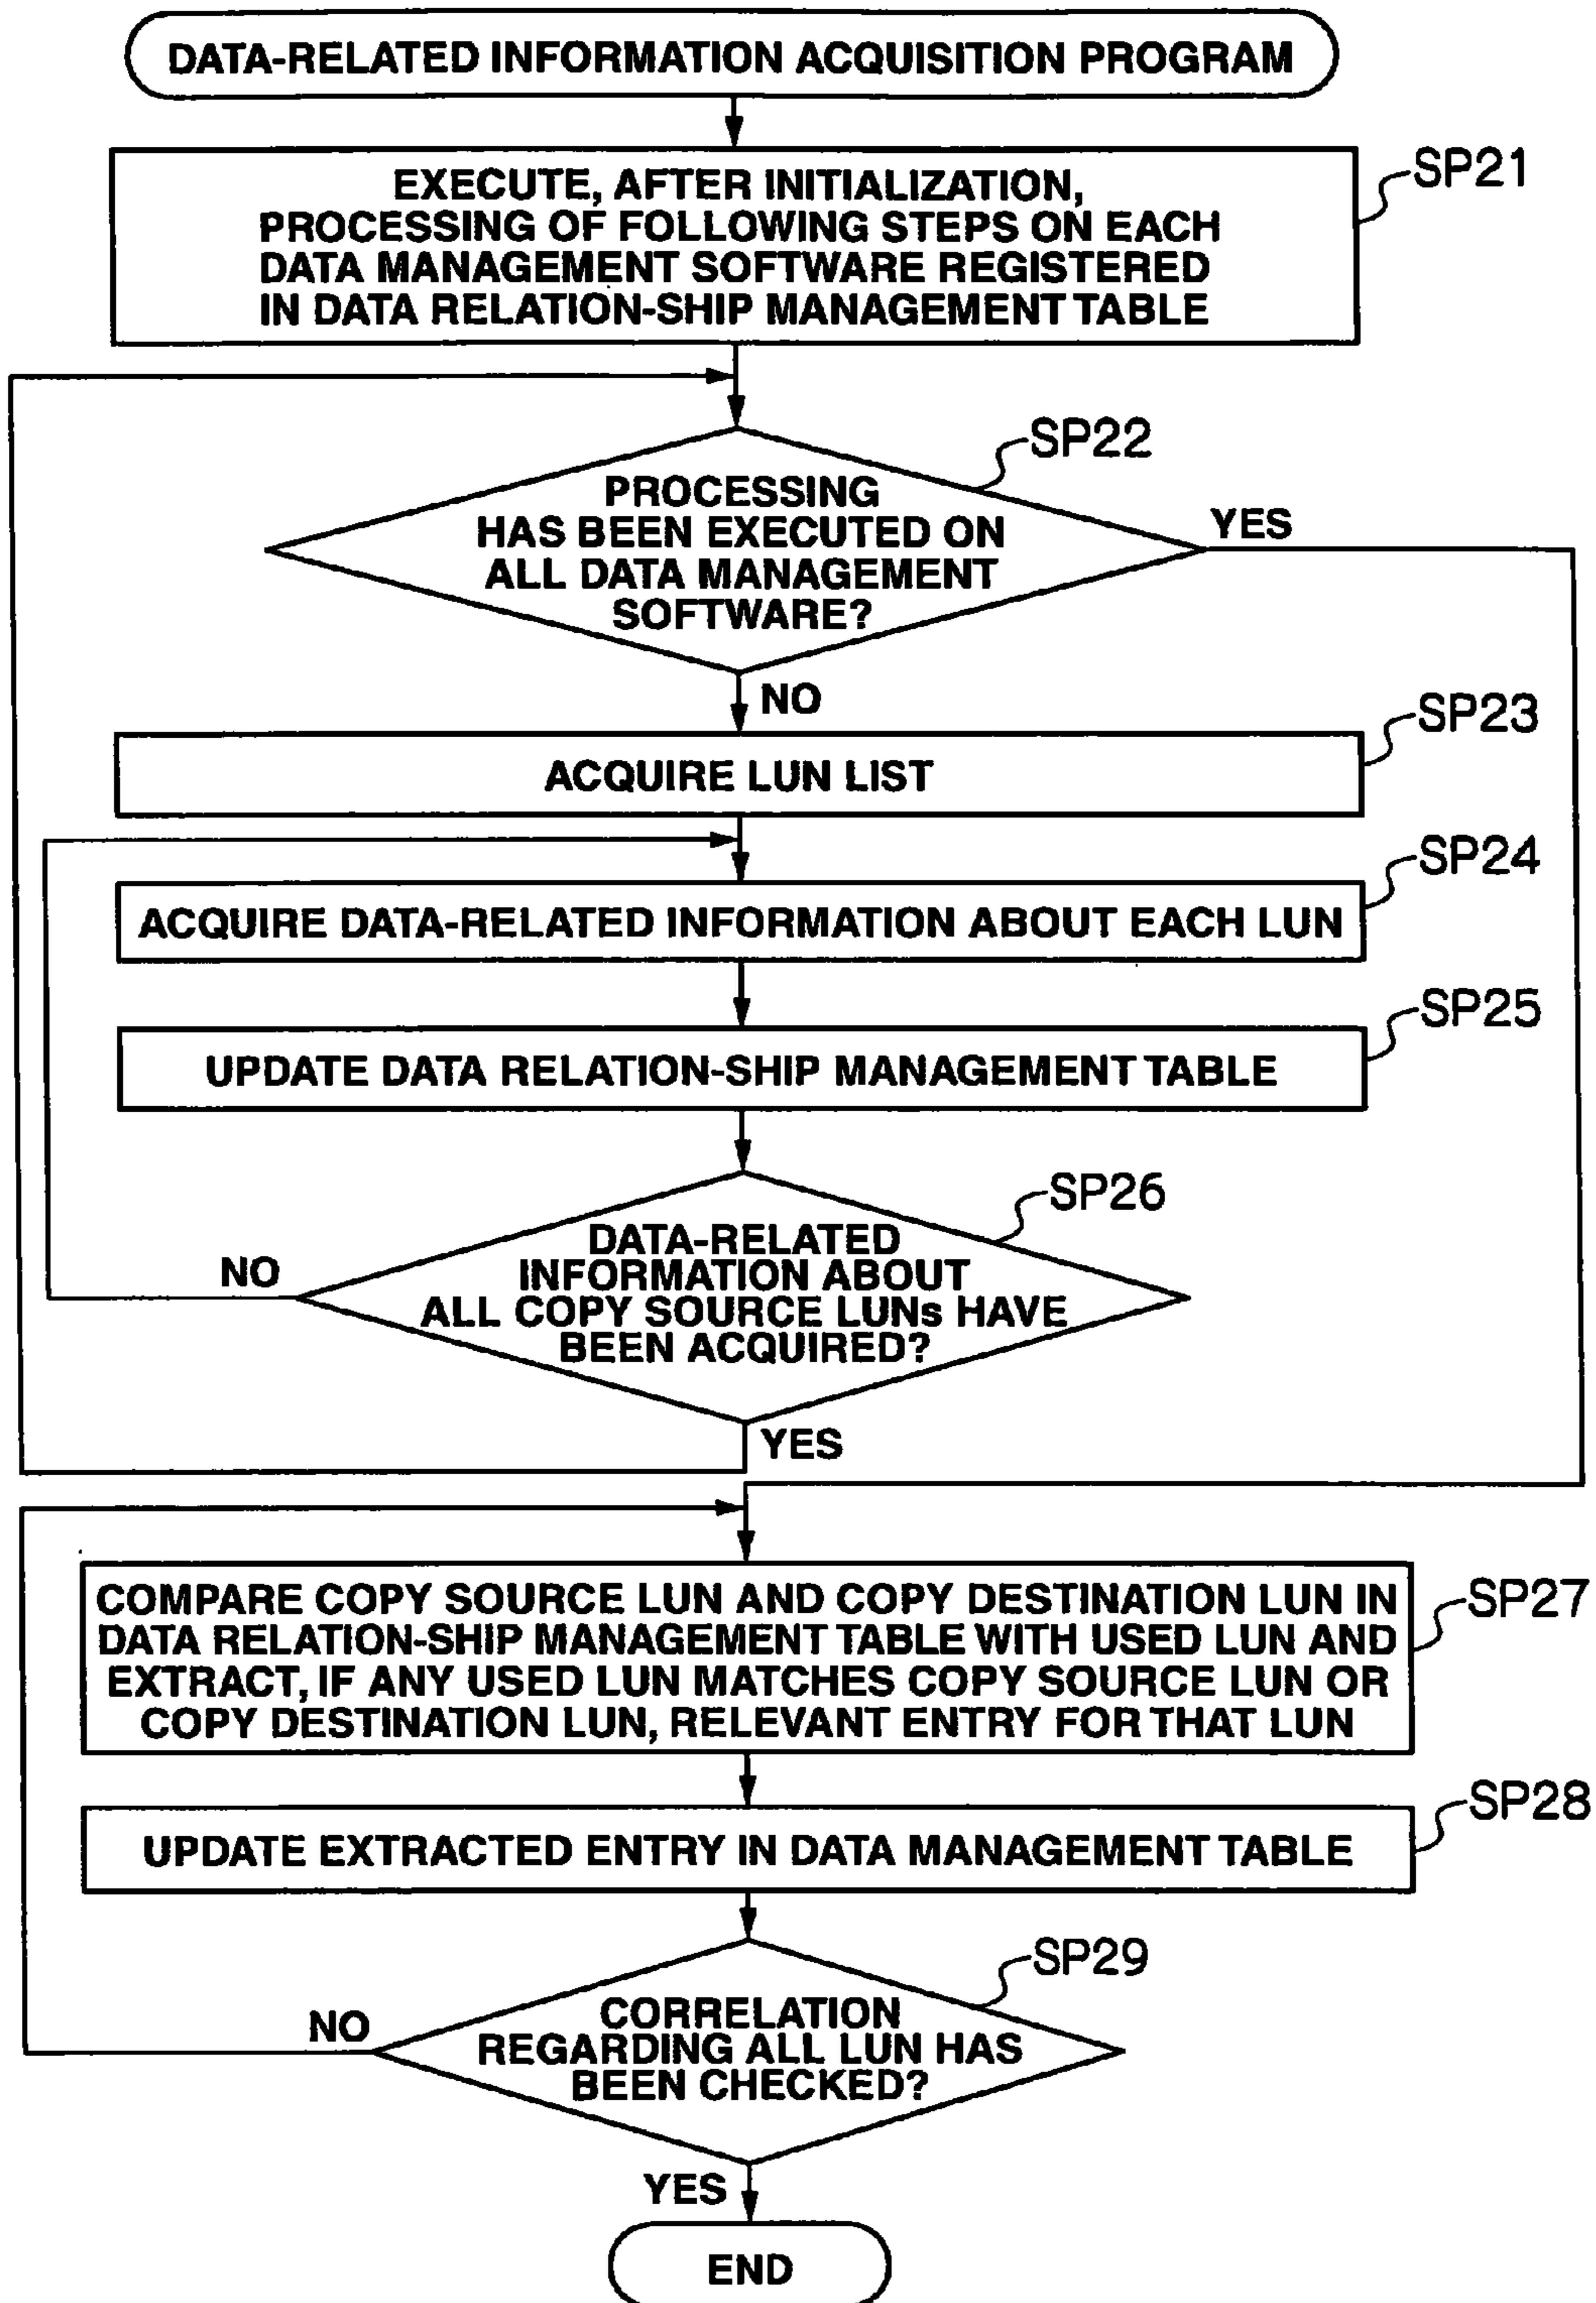 DATA-RELATED INFORMATION ACQUISITION PROGRAM
SP21
EXECUTE, AFTER INITIALIZATION,
PROCESSING OF FOLLOWING STEPS ON EACH
DATA MANAGEMENT SOFTWARE REGISTERED
IN DATA RELATION-SHIP MANAGEMENT TABLE
SP22
PROCESSING
HAS BEEN EXECUTED ON
ALL DATA MANAGEMENT
SOFTWARE?
YES
NO
SP23
ACQUIRE LUN LIST
SP24
ACQUIRE DATA-RELATED INFORMATION ABOUT EACH LUN
SP25
UPDATE DATA RELATION-SHIP MANAGEMENT TABLE
SP26
DATA-RELATED
INFORMATION ABOUT
ALL COPY SOURCE LUNs HAVE
BEEN ACQUIRED?
NO
YES
SP27
COMPARE COPY SOURCE LUN AND COPY DESTINATION LUN IN
DATA RELATION-SHIP MANAGEMENT TABLE WITH USED LUN AND
EXTRACT, IF ANY USED LUN MATCHES COPY SOURCE LUN OR
COPY DESTINATION LUN, RELEVANT ENTRY FOR THAT LUN
SP28
UPDATE EXTRACTED ENTRY IN DATA MANAGEMENT TABLE
SP29
CORRELATION
REGARDING ALL LUN HAS
BEEN CHECKED?
NO
YES
END